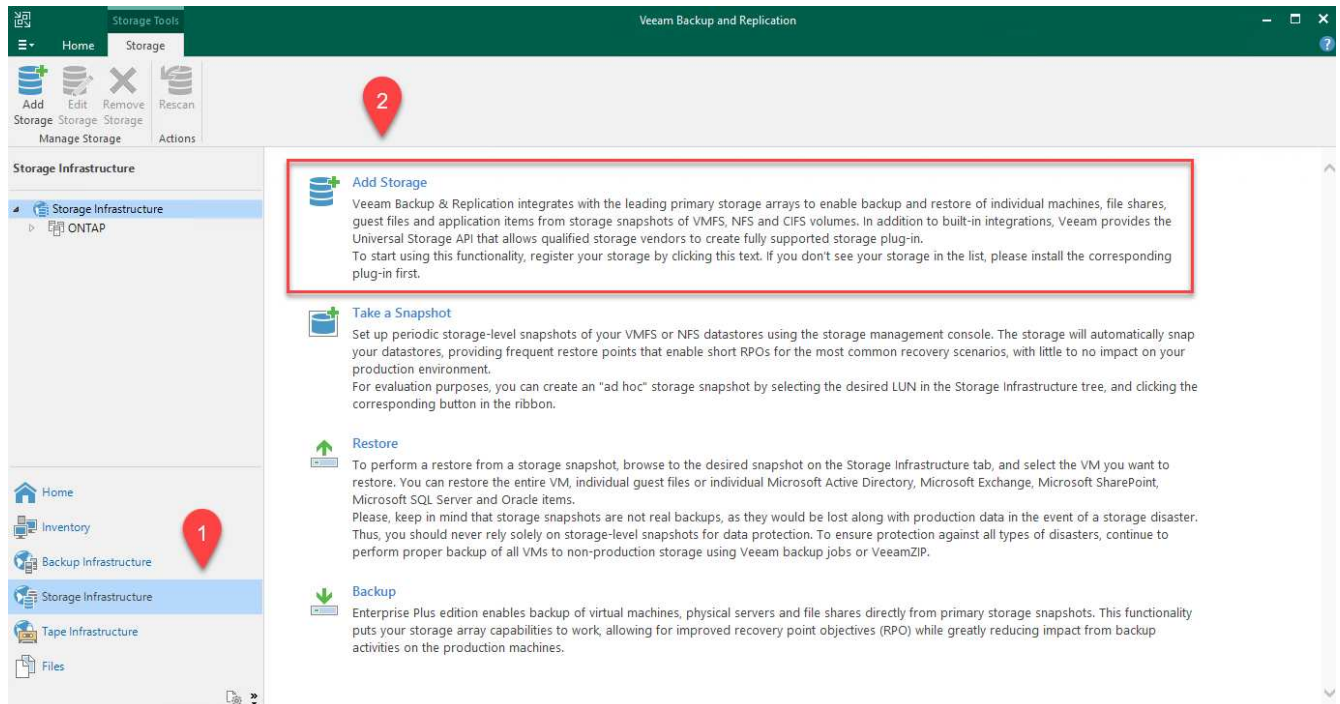 Storage Tools
Veeam Backup and Replication
Home
Storage
Add Storage
Edit Storage
Remove Storage
Rescan
Manage Storage
Actions
2
Storage Infrastructure
Storage Infrastructure
ONTAP
Add Storage
Veeam Backup & Replication integrates with the leading primary storage arrays to enable backup and restore of individual machines, file shares,
guest files and application items from storage snapshots of VMFS, NFS and CIFS volumes. In addition to built-in integrations, Veeam provides the
Universal Storage API that allows qualified storage vendors to create fully supported storage plug-in.
To start using this functionality, register your storage by clicking this text. If you don't see your storage in the list, please install the corresponding
plug-in first.
Take a Snapshot
Set up periodic storage-level snapshots of your VMFS or NFS datastores using the storage management console. The storage will automatically snap
your datastores, providing frequent restore points that enable short RPOs for the most common recovery scenarios, with little to no impact on your
production environment.
For evaluation purposes, you can create an "ad hoc" storage snapshot by selecting the desired LUN in the Storage Infrastructure tree, and clicking the
corresponding button in the ribbon.
Restore
To perform a restore from a storage snapshot, browse to the desired snapshot on the Storage Infrastructure tab, and select the VM you want to
restore. You can restore the entire VM, individual guest files or individual Microsoft Active Directory, Microsoft Exchange, Microsoft SharePoint,
Microsoft SQL Server and Oracle items.
Please, keep in mind that storage snapshots are not real backups, as they would be lost along with production data in the event of a storage disaster.
Thus, you should never rely solely on storage-level snapshots for data protection. To ensure protection against all types of disasters, continue to
perform proper backup of all VMs to non-production storage using Veeam backup jobs or VeeamZIP.
Backup
Enterprise Plus edition enables backup of virtual machines, physical servers and file shares directly from primary storage snapshots. This functionality
puts your storage array capabilities to work, allowing for improved recovery point objectives (RPO) while greatly reducing impact from backup
activities on the production machines.
Home
Inventory
1
Backup Infrastructure
Storage Infrastructure
Tape Infrastructure
Files